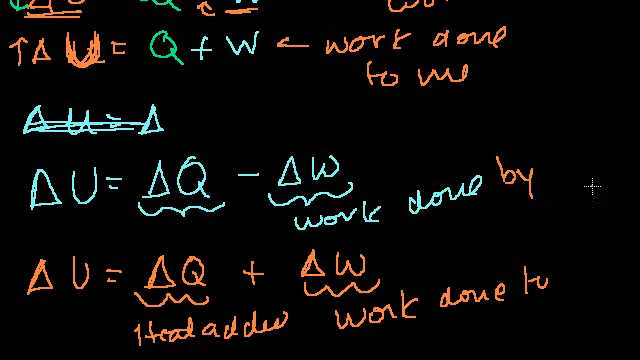 ↑ΔU = Q + W ← work done
to me
ΔU = Δ
ΔU = ΔQ - ΔW
work done by
ΔU = ΔQ + ΔW
Heat added work done to